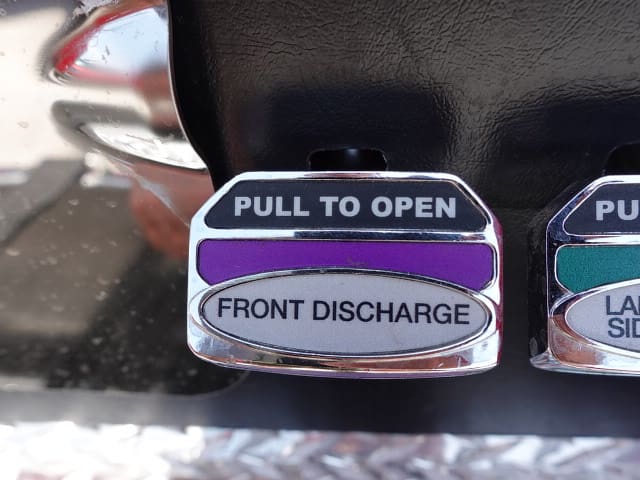 PULL TO OPEN
FRONT DISCHARGE